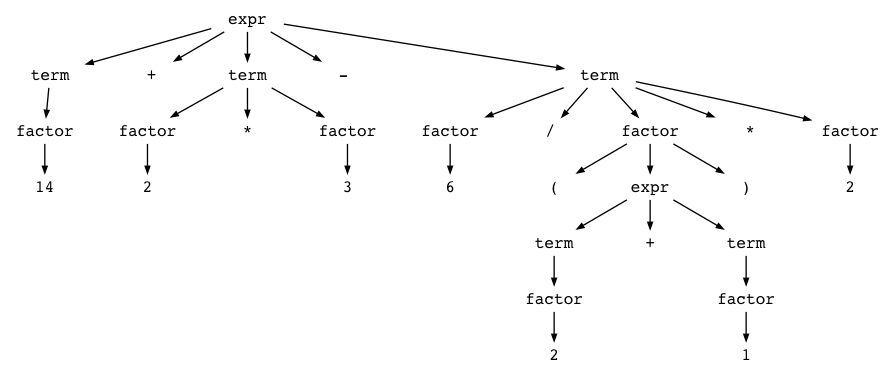 expr
term + term - term
factor factor * factor factor / factor * factor
14 2 3 6 ( expr ) 2
term + term
factor factor
2 1